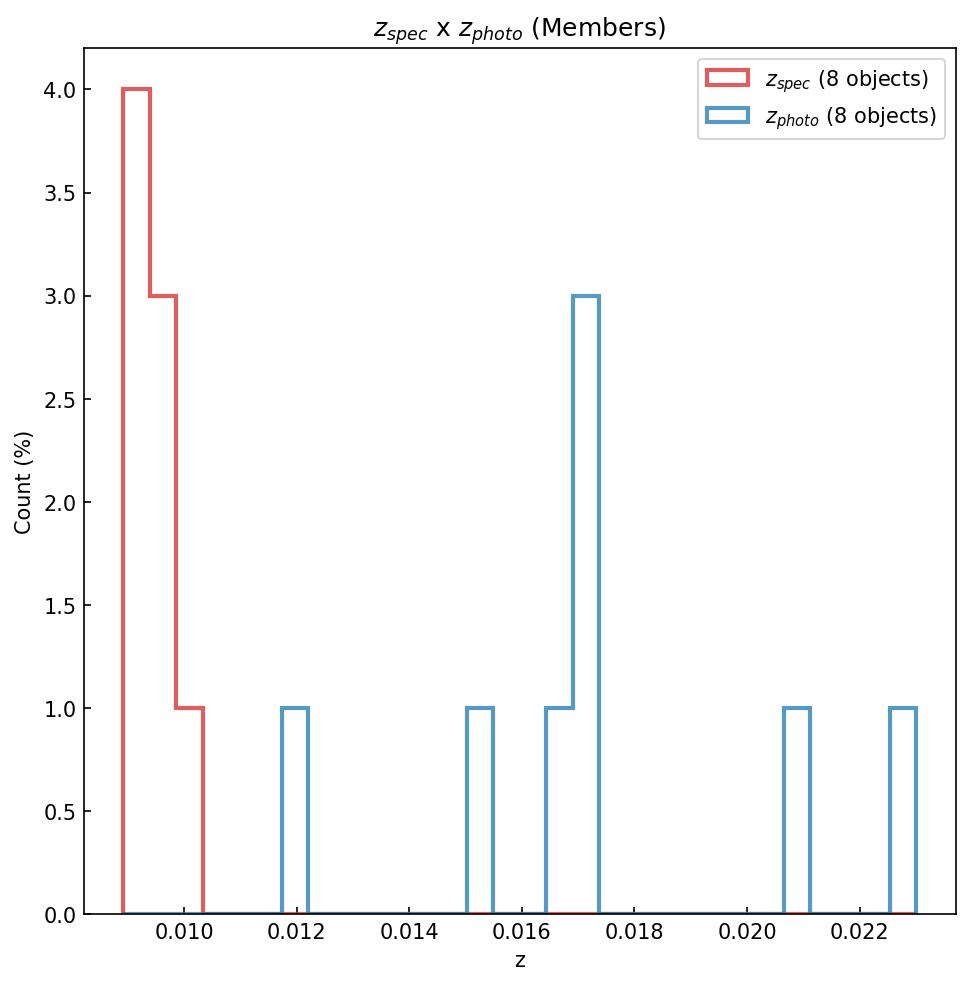 z_spec x z_photo (Members)
z_spec (8 objects)
z_photo (8 objects)
Count (%)
4.0
3.5
3.0
2.5
2.0
1.5
1.0
0.5
0.0
0.010 0.012 0.014 0.016 0.018 0.020 0.022
z